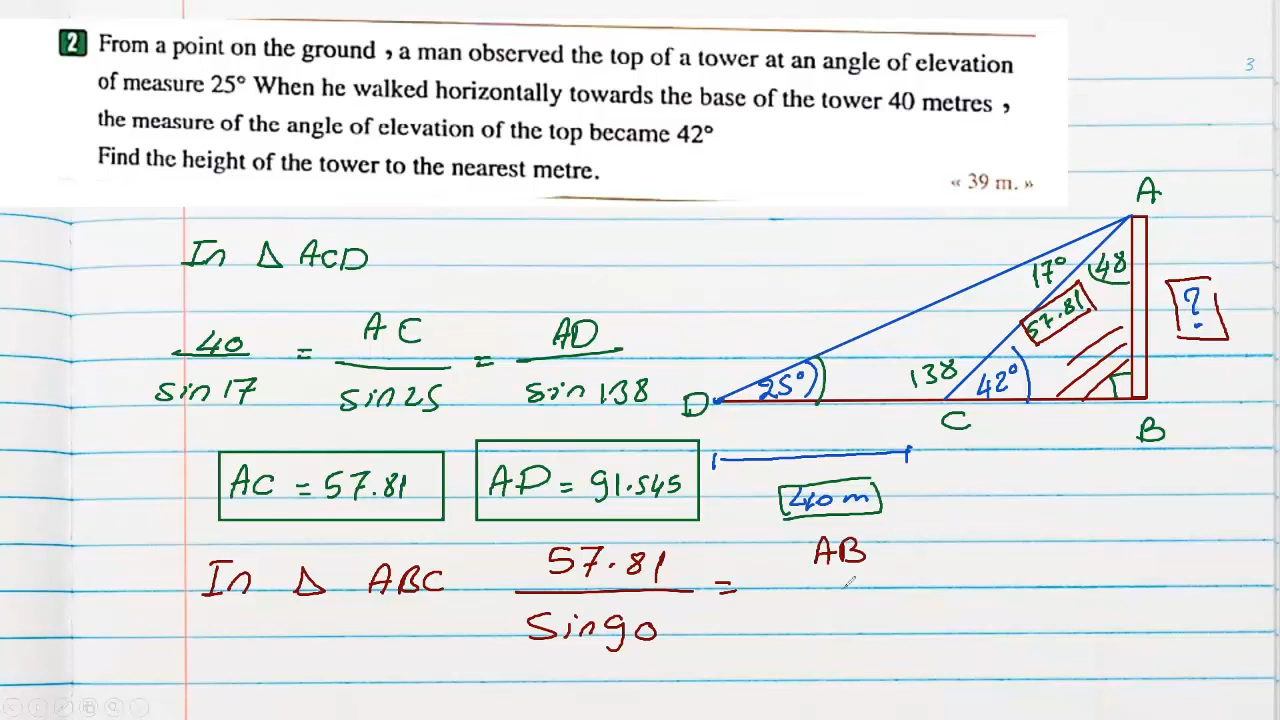 2 From a point on the ground , a man observed the top of a tower at an angle of elevation
of measure 25° When he walked horizontally towards the base of the tower 40 metres ,
the measure of the angle of elevation of the top became 42°
Find the height of the tower to the nearest metre.
« 39 m. »
3
In Δ ACD
40 / sin 17 = AC / sin 25 = AD / sin 138
AC = 57.81
AD = 91.545
In Δ ABC 57.81 / sin 90 = AB
A
17° 48
57.81
?
138 42°
25°
D C B
40 m